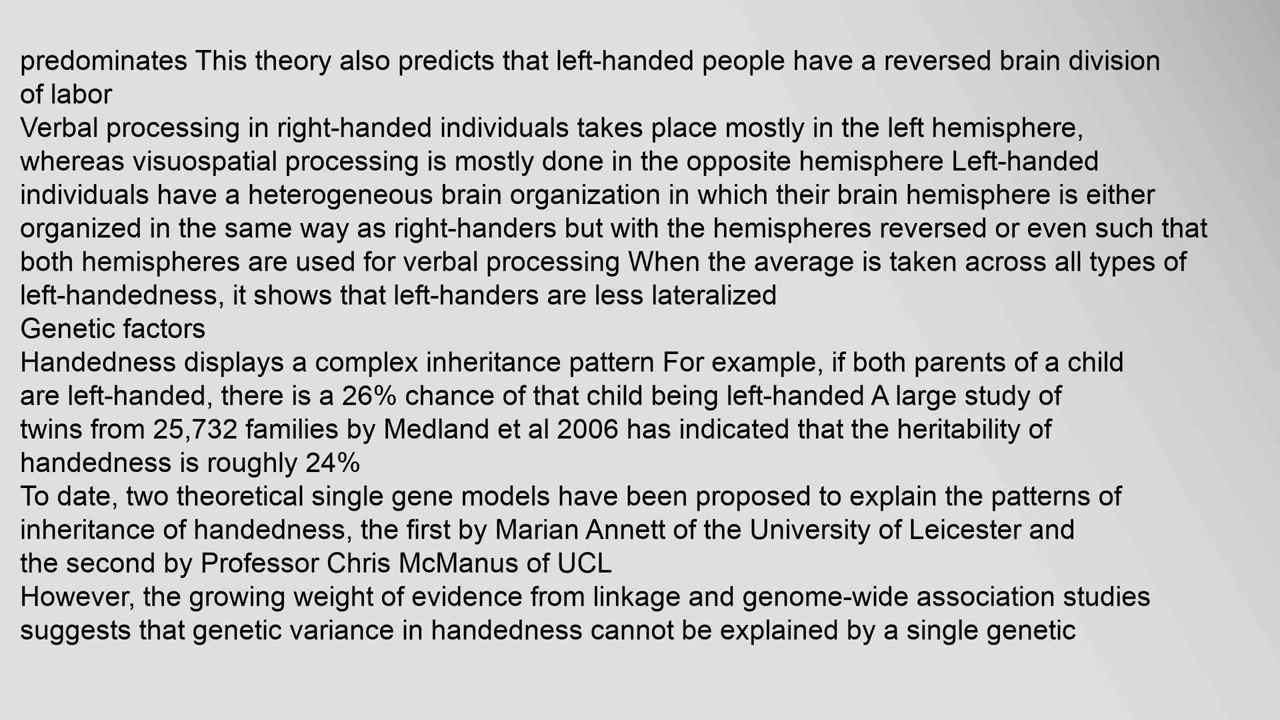 predominates This theory also predicts that left-handed people have a reversed brain division
of labor
Verbal processing in right-handed individuals takes place mostly in the left hemisphere,
whereas visuospatial processing is mostly done in the opposite hemisphere Left-handed
individuals have a heterogeneous brain organization in which their brain hemisphere is either
organized in the same way as right-handers but with the hemispheres reversed or even such that
both hemispheres are used for verbal processing When the average is taken across all types of
left-handedness, it shows that left-handers are less lateralized
Genetic factors
Handedness displays a complex inheritance pattern For example, if both parents of a child
are left-handed, there is a 26% chance of that child being left-handed A large study of
twins from 25,732 families by Medland et al 2006 has indicated that the heritability of
handedness is roughly 24%
To date, two theoretical single gene models have been proposed to explain the patterns of
inheritance of handedness, the first by Marian Annett of the University of Leicester and
the second by Professor Chris McManus of UCL
However, the growing weight of evidence from linkage and genome-wide association studies
suggests that genetic variance in handedness cannot be explained by a single genetic